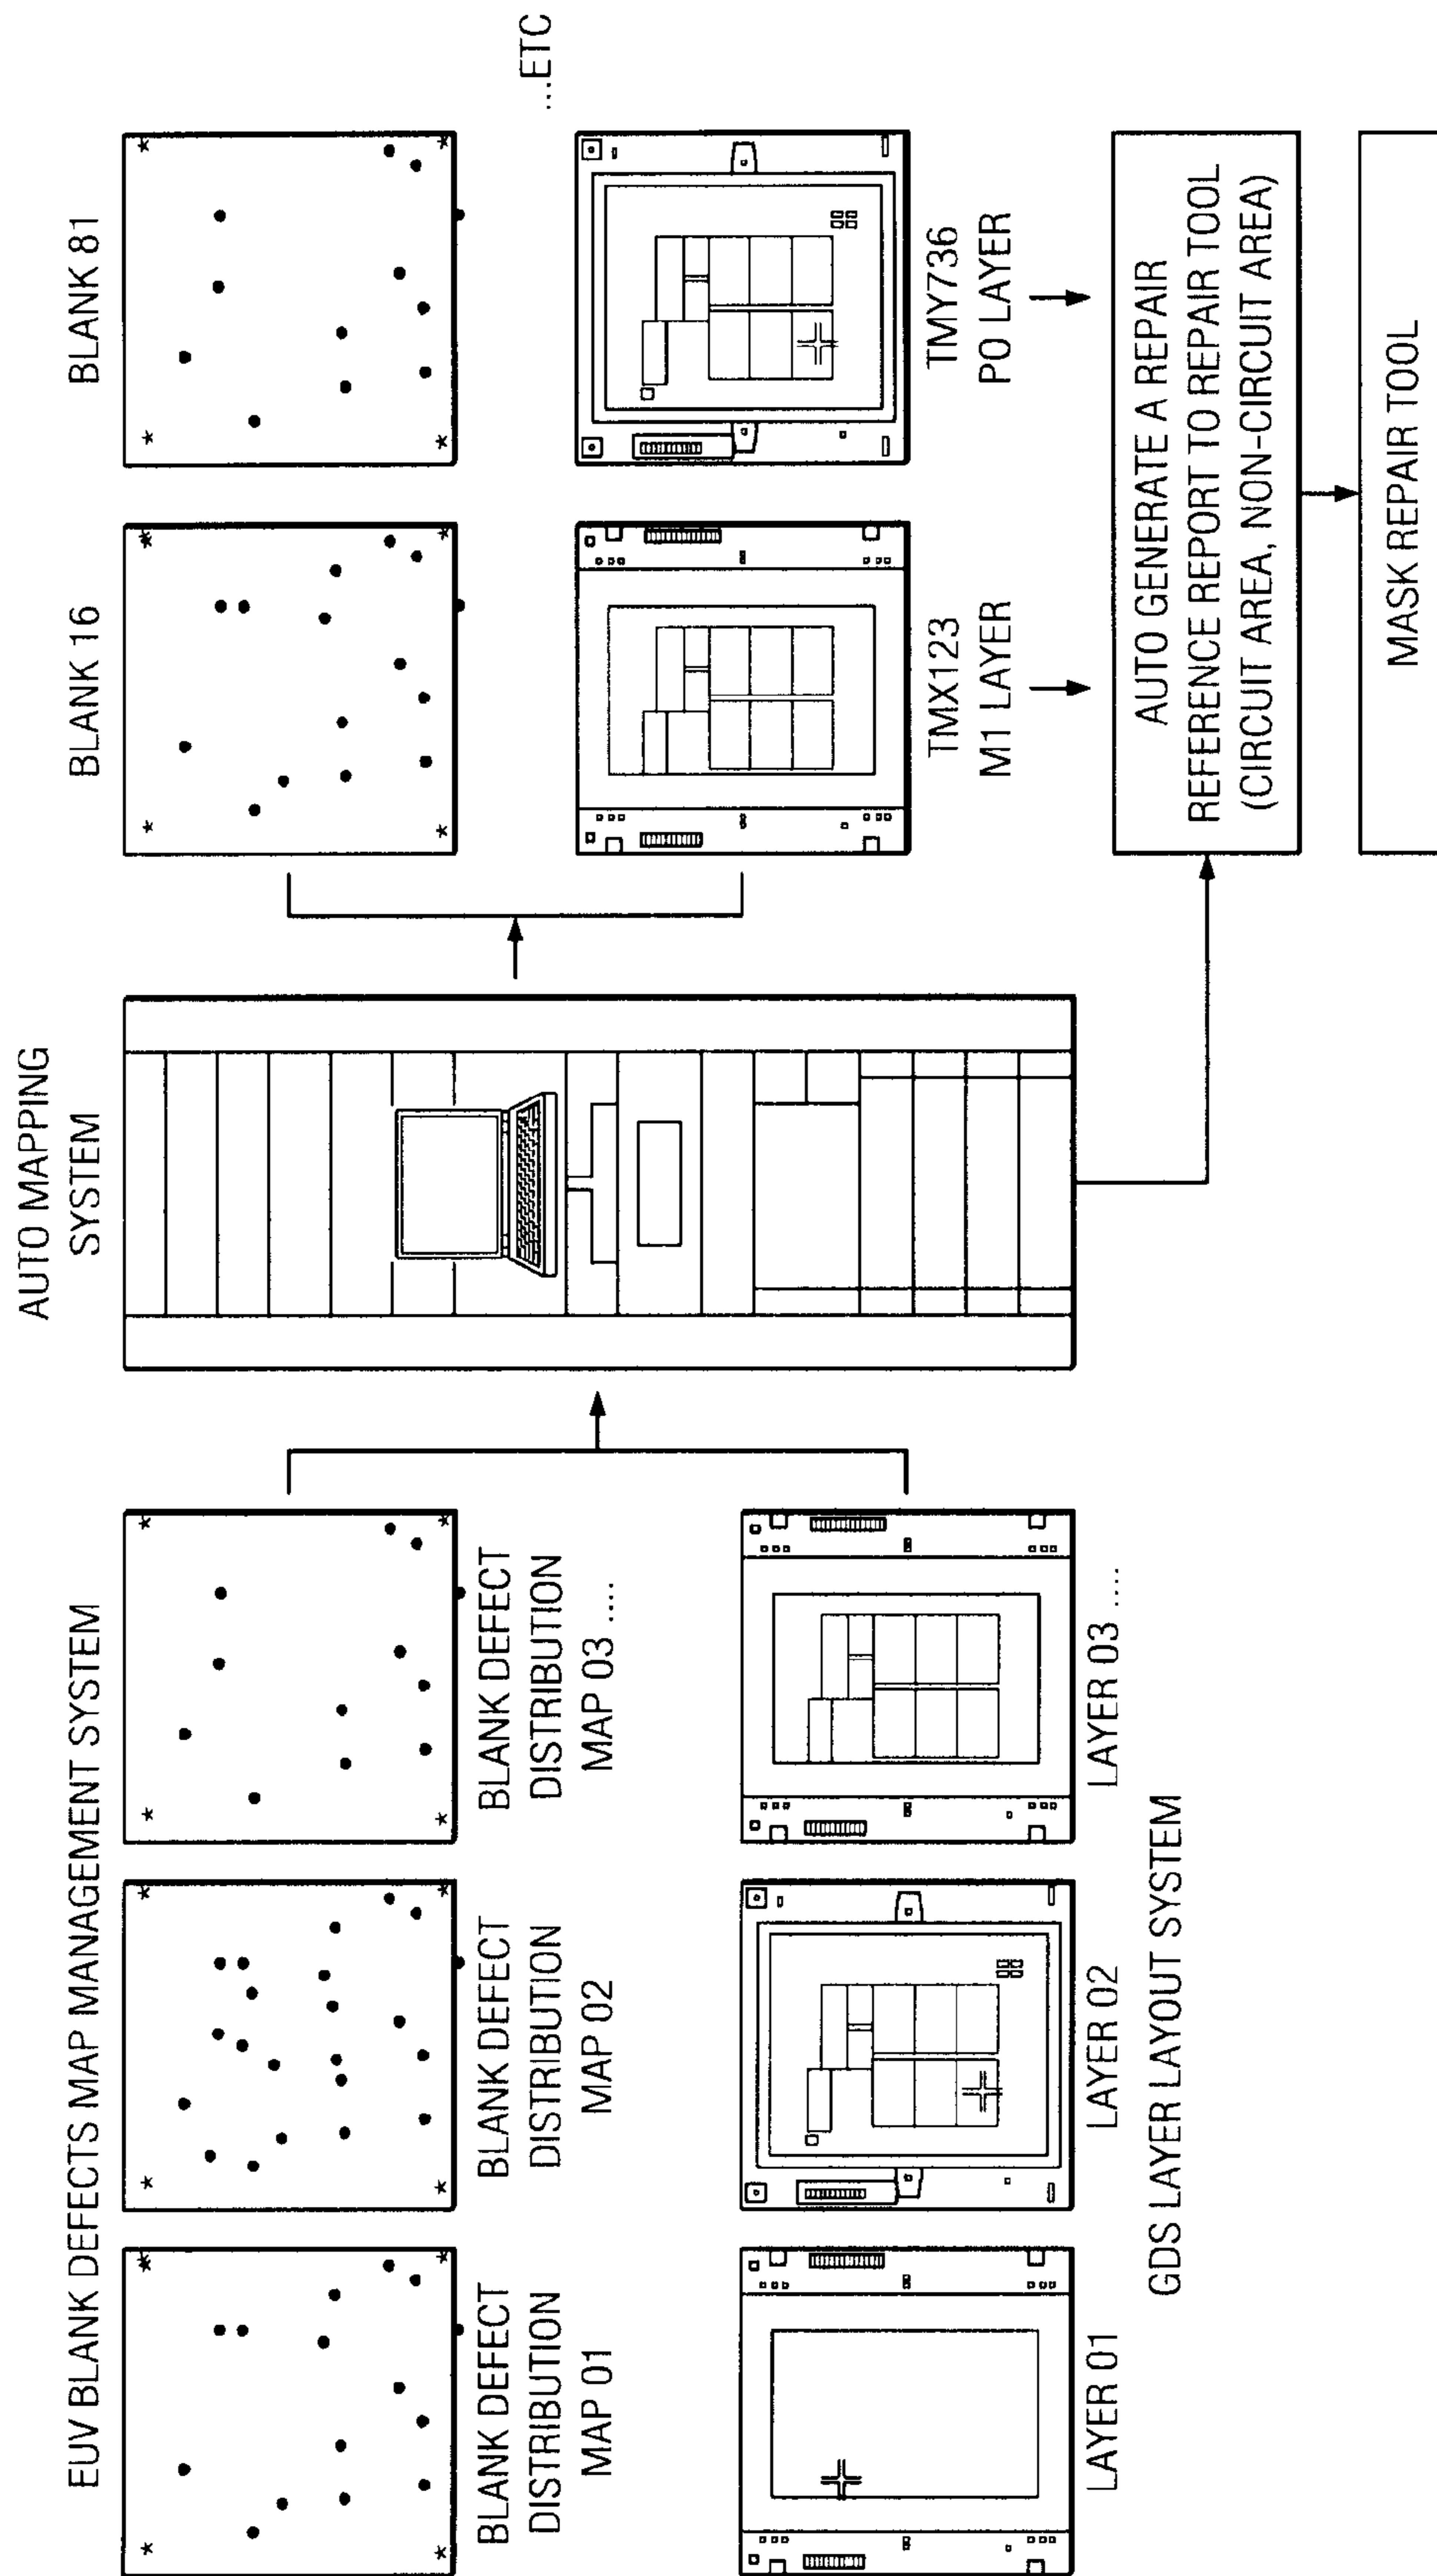 EUV BLANK DEFECTS MAP MANAGEMENT SYSTEM
BLANK DEFECT
DISTRIBUTION
MAP 01
BLANK DEFECT
DISTRIBUTION
MAP 02
BLANK DEFECT
DISTRIBUTION
MAP 03 ....
LAYER 01
LAYER 02
LAYER 03 ....
GDS LAYER LAYOUT SYSTEM
AUTO MAPPING
SYSTEM
BLANK 16
BLANK 81
...ETC
TMX123
M1 LAYER
TMY736
PO LAYER
AUTO GENERATE A REPAIR
REFERENCE REPORT TO REPAIR TOOL
(CIRCUIT AREA, NON-CIRCUIT AREA)
MASK REPAIR TOOL